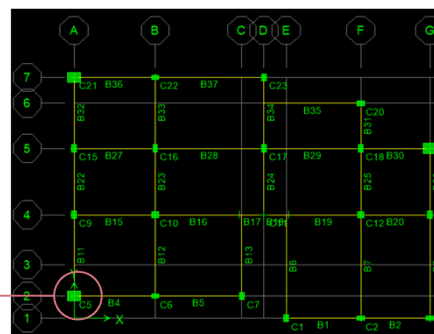 A B C D E F G
7 C21 B36 C22 B37 C23
6 B32 B33 B34 B35 C20
B31
5 C15 B27 C16 B28 C17 B29 C18 B30
B22 B23 B24 B25
4 C9 B15 C10 B16 B17 B19 C12 B20
B11 B12 B13 B6 B7
3
2 C5 B4 C6 B5 C7
1 X C1 B1 C2 B2